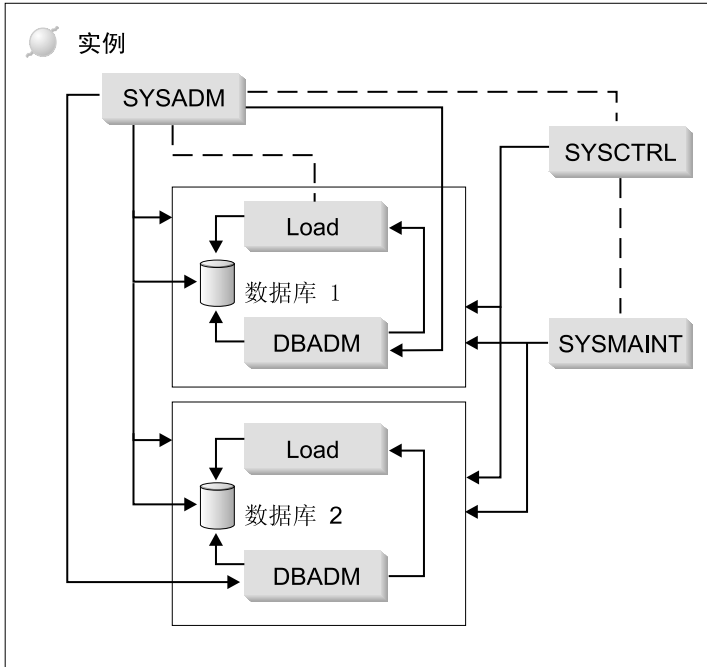 实例
SYSADM
SYSCTRL
Load
数据库 1
DBADM
SYSMAINT
Load
数据库 2
DBADM